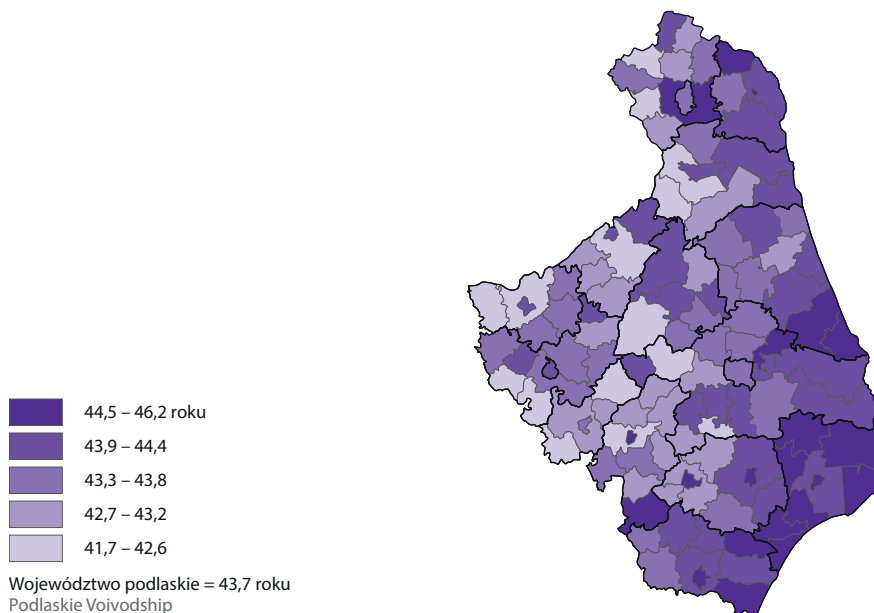 44,5 – 46,2 roku
43,9 – 44,4
43,3 – 43,8
42,7 – 43,2
41,7 – 42,6
Województwo podlaskie = 43,7 roku
Podlaskie Voivodship